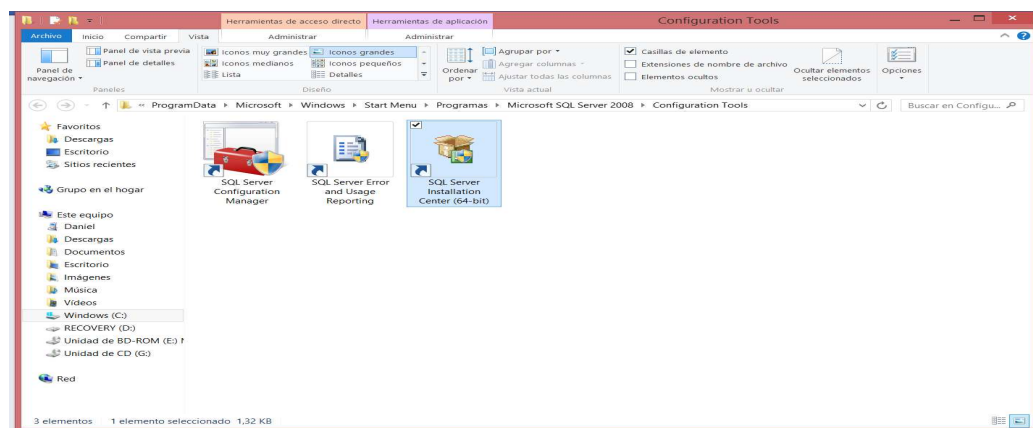 Herramientas de acceso directo
Herramientas de aplicación
Configuration Tools
Archivo
Inicio
Compartir
Vista
Administrar
Administrar
Panel de navegación
Panel de vista previa
Panel de detalles
Paneles
Iconos muy grandes
Iconos grandes
Iconos medianos
Iconos pequeños
Lista
Detalles
Diseño
Ordenar por
Agrupar por
Agregar columnas
Ajustar todas las columnas
Vista actual
Casillas de elemento
Extensiones de nombre de archivo
Elementos ocultos
Ocultar elementos seleccionados
Mostrar u ocultar
Opciones
ProgramData
Microsoft
Windows
Start Menu
Programas
Microsoft SQL Server 2008
Configuration Tools
Buscar en Configu...
Favoritos
Descargas
Escritorio
Sitios recientes
Grupo en el hogar
Este equipo
Daniel
Descargas
Documentos
Escritorio
Imágenes
Música
Vídeos
Windows (C:)
RECOVERY (D:)
Unidad de BD-ROM (E:)
Unidad de CD (G:)
Red
SQL Server
Configuration
Manager
SQL Server Error
and Usage
Reporting
SQL Server
Installation
Center (64-bit)
3 elementos
1 elemento seleccionado 1,32 KB